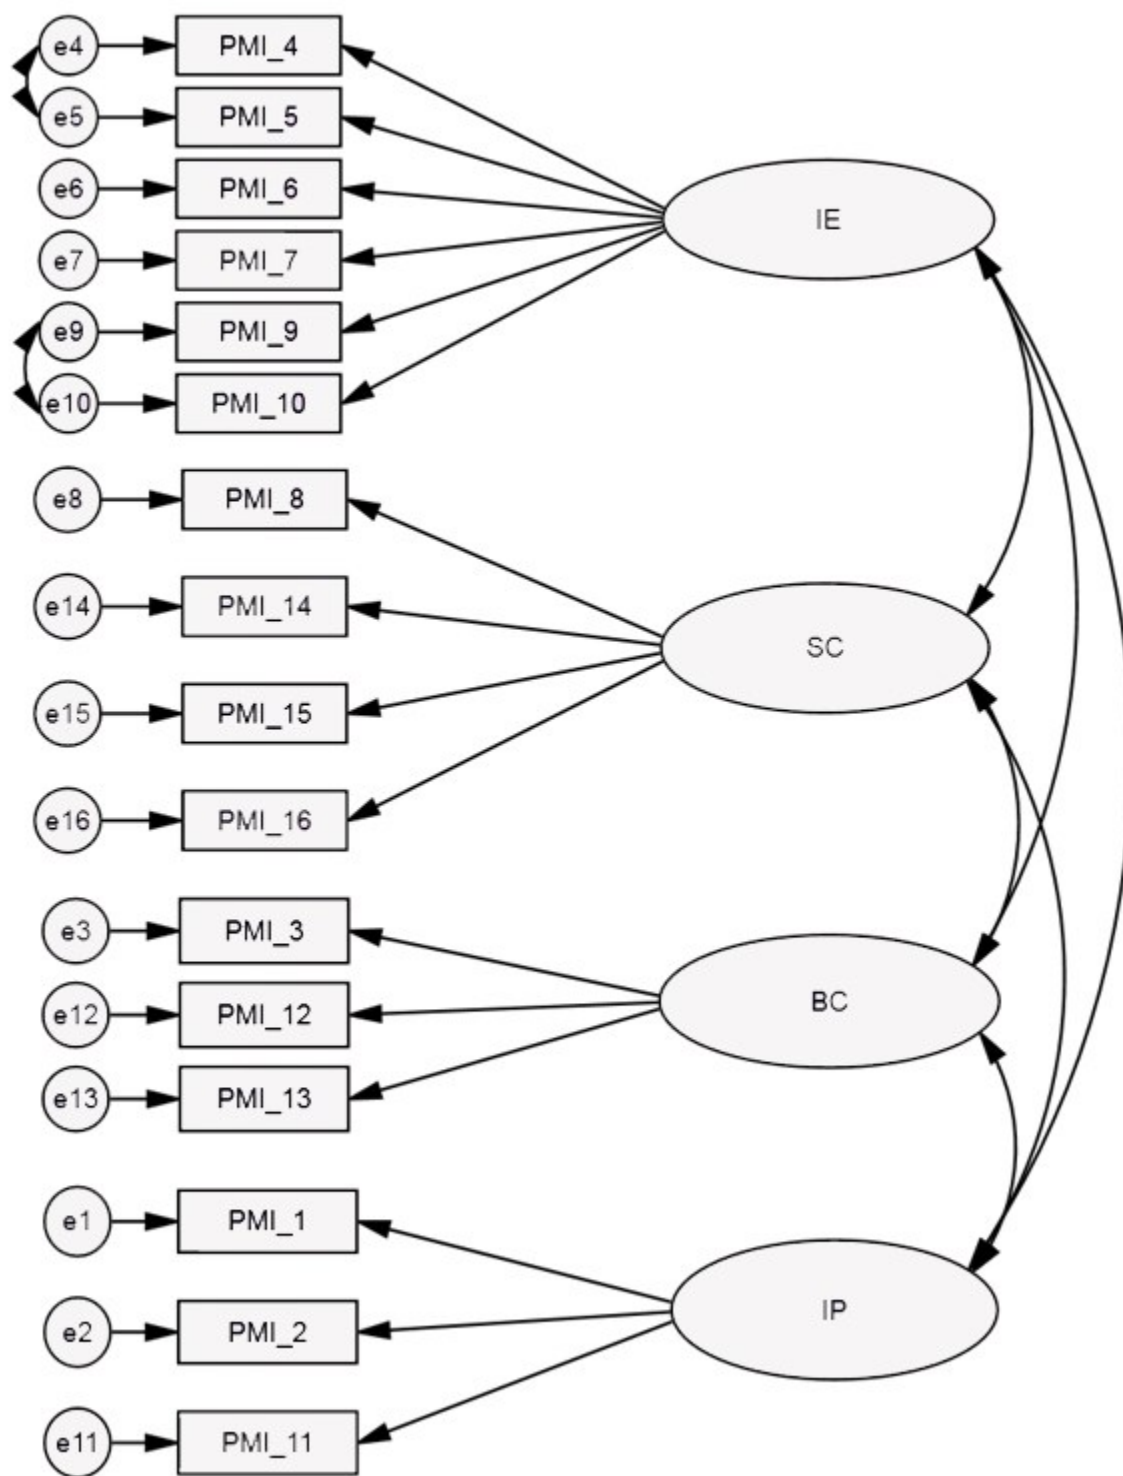 e4 PMI_4
e5 PMI_5
e6 PMI_6
IE
e7 PMI_7
e9 PMI_9
e10 PMI_10
e8 PMI_8
e14 PMI_14
SC
e15 PMI_15
e16 PMI_16
e3 PMI_3
e12 PMI_12
BC
e13 PMI_13
e1 PMI_1
IP
e2 PMI_2
e11 PMI_11